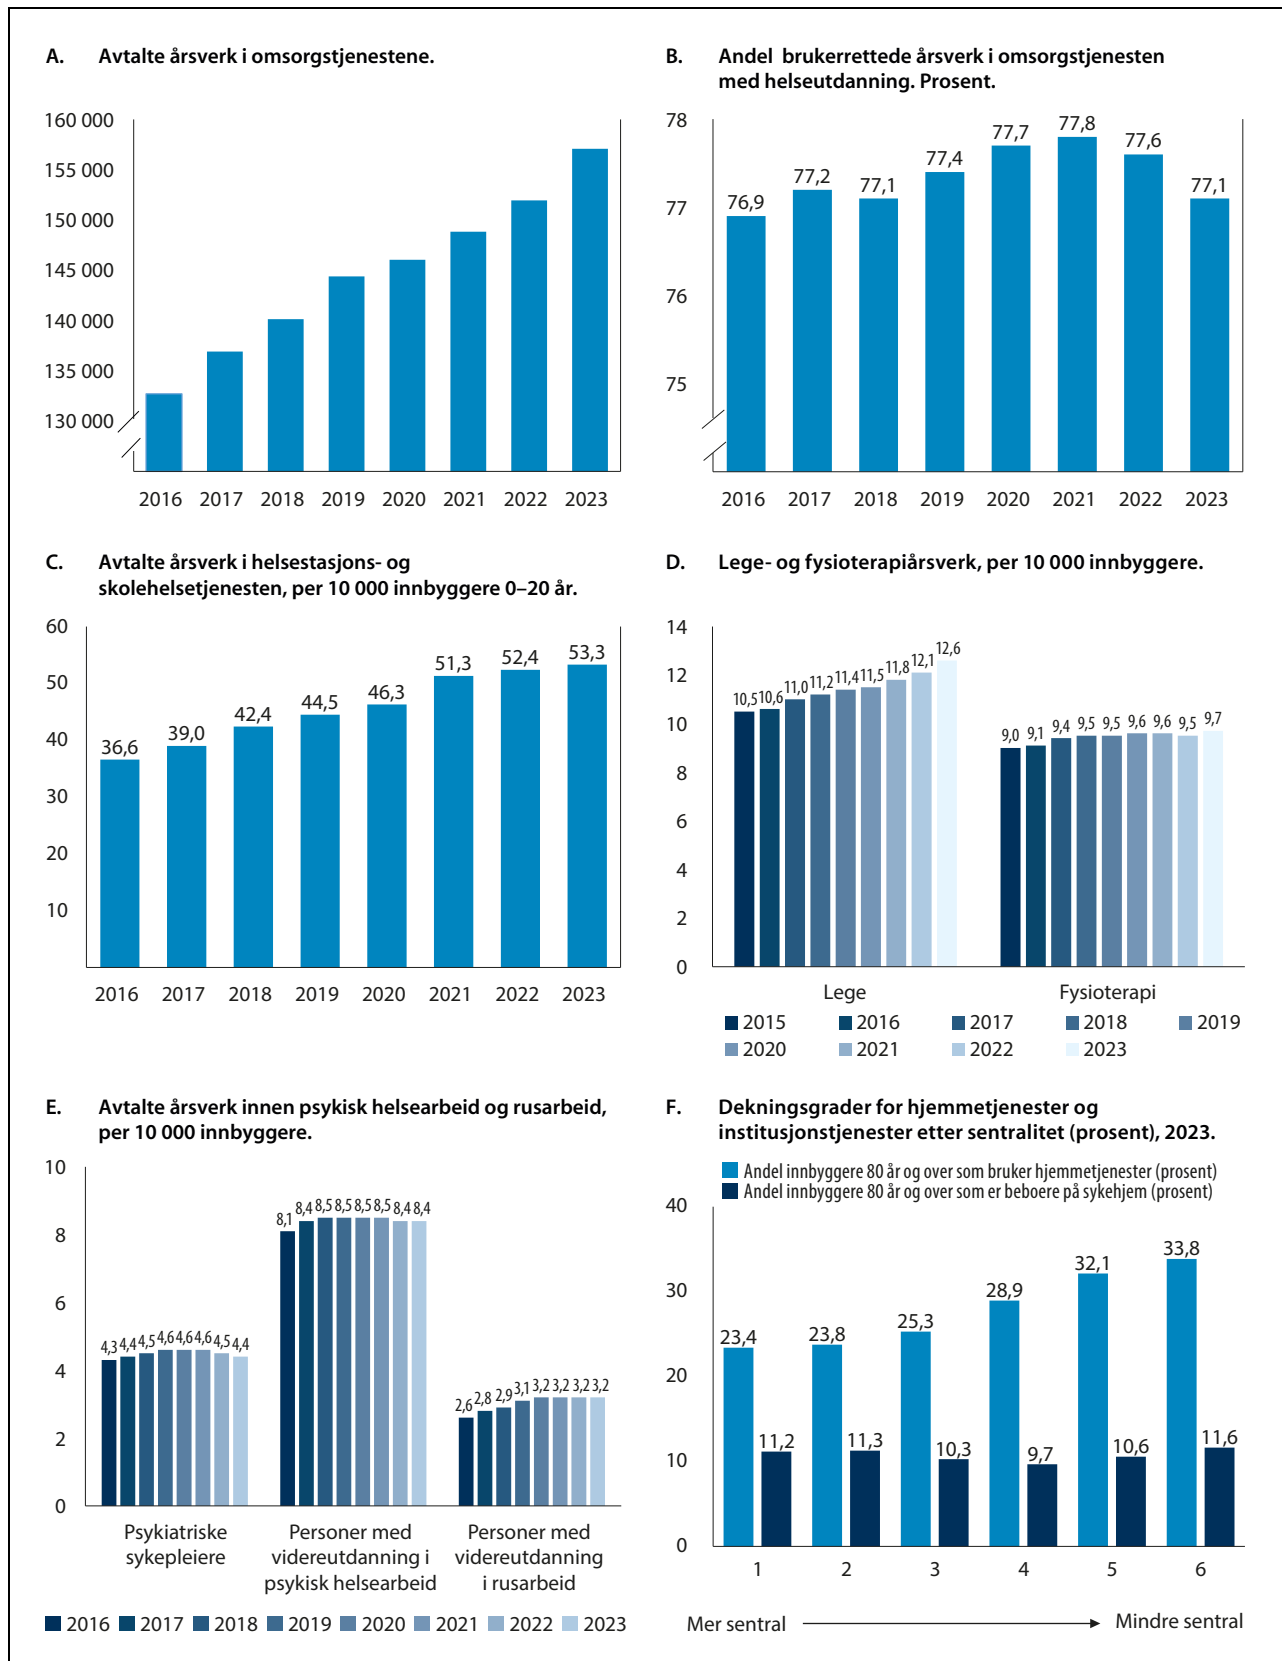 A. Avtalte årsverk i omsorgstjenestene.
160 000
155 000
150 000
145 000
140 000
135 000
130 000
2016 2017 2018 2019 2020 2021 2022 2023
B. Andel brukerrettede årsverk i omsorgstjenesten
med helseutdanning. Prosent.
78
77
76
75
76,9 77,2 77,1 77,4 77,7 77,8 77,6 77,1
2016 2017 2018 2019 2020 2021 2022 2023
C. Avtalte årsverk i helsestasjons- og
skolehelsetjenesten, per 10 000 innbyggere 0–20 år.
60
50
40
30
20
10
36,6 39,0 42,4 44,5 46,3 51,3 52,4 53,3
2016 2017 2018 2019 2020 2021 2022 2023
D. Lege- og fysioterapiårsverk, per 10 000 innbyggere.
14
12
10
8
6
4
2
0
10,5 10,6 11,0 11,2 11,4 11,5 11,8 12,1 12,6
9,0 9,1 9,4 9,5 9,5 9,6 9,6 9,5 9,7
Lege Fysioterapi
2015 2016 2017 2018 2019
2020 2021 2022 2023
E. Avtalte årsverk innen psykisk helsearbeid og rusarbeid,
per 10 000 innbyggere.
10
8
6
4
2
0
4,3 4,4 4,5 4,6 4,6 4,6 4,5 4,4
8,1 8,4 8,5 8,5 8,5 8,5 8,4 8,4
2,6 2,8 2,9 3,1 3,2 3,2 3,2 3,2
Psykiatriske
sykepleiere
Personer med
videreutdanning i
psykisk helsearbeid
Personer med
videreutdanning
i rusarbeid
2016 2017 2018 2019 2020 2021 2022 2023
F. Dekningsgrader for hjemmetjenester og
institusjonstjenester etter sentralitet (prosent), 2023.
Andel innbyggere 80 år og over som bruker hjemmetjenester (prosent)
Andel innbyggere 80 år og over som er beboere på sykehjem (prosent)
40
30
20
10
0
23,4 23,8 25,3 28,9 32,1 33,8
11,2 11,3 10,3 9,7 10,6 11,6
1 2 3 4 5 6
Mer sentral Mindre sentral